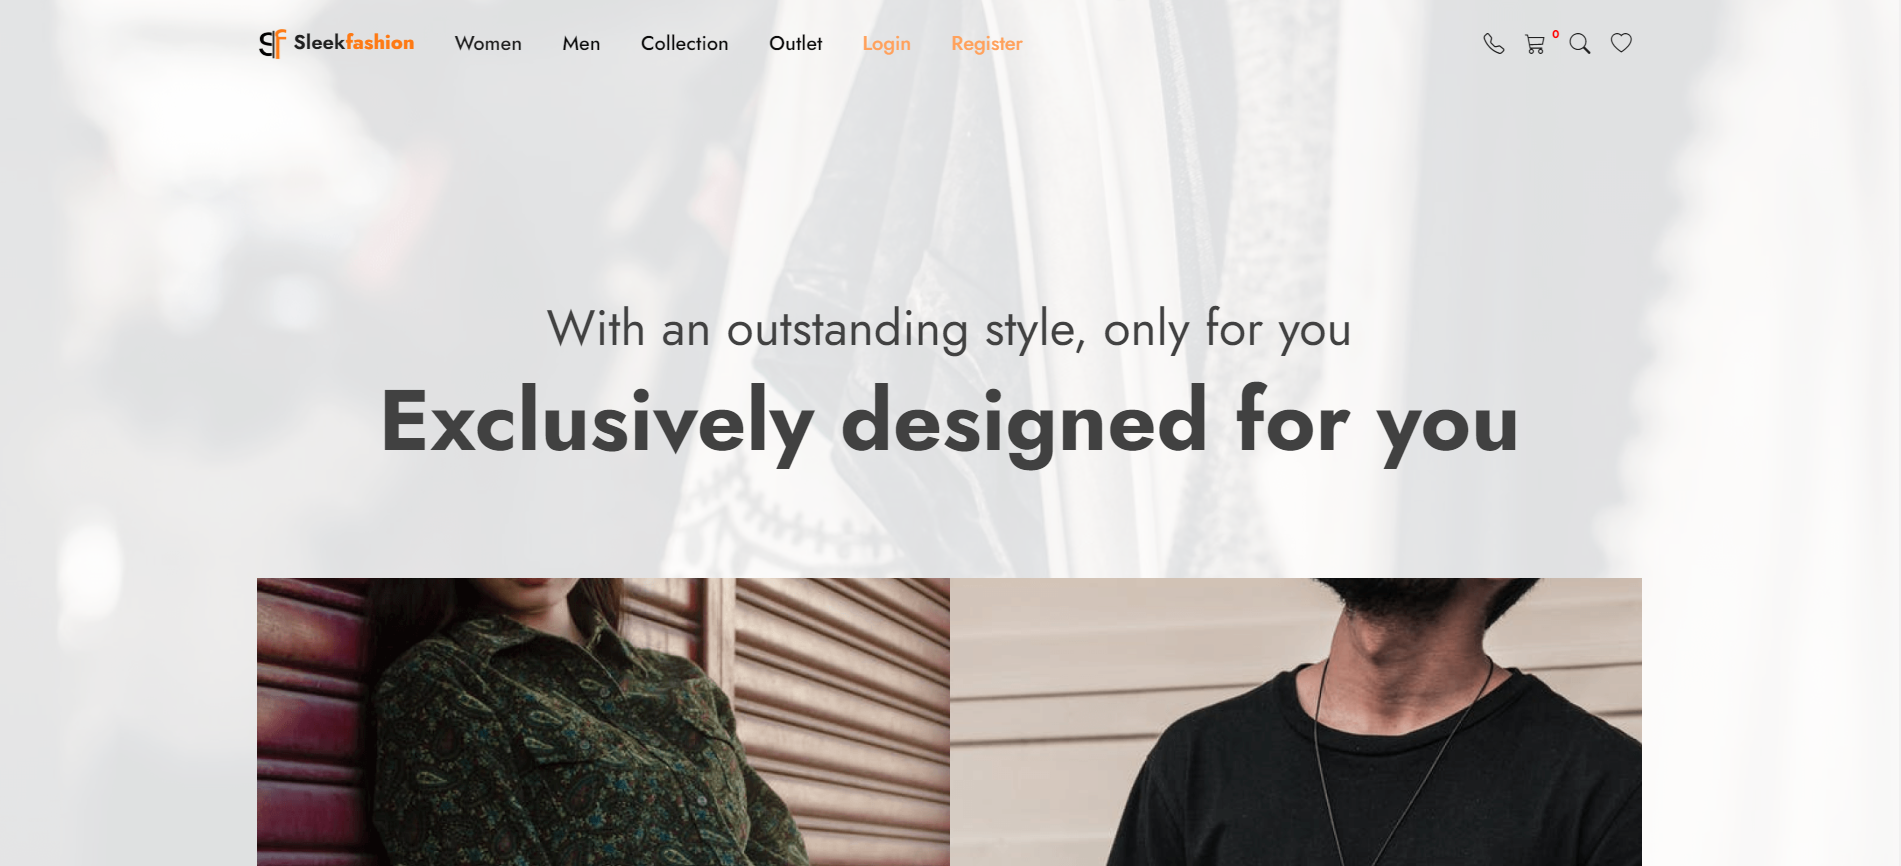 Sleekfashion Women Men Collection Outlet Login Register 0
With an outstanding style, only for you
Exclusively designed for you